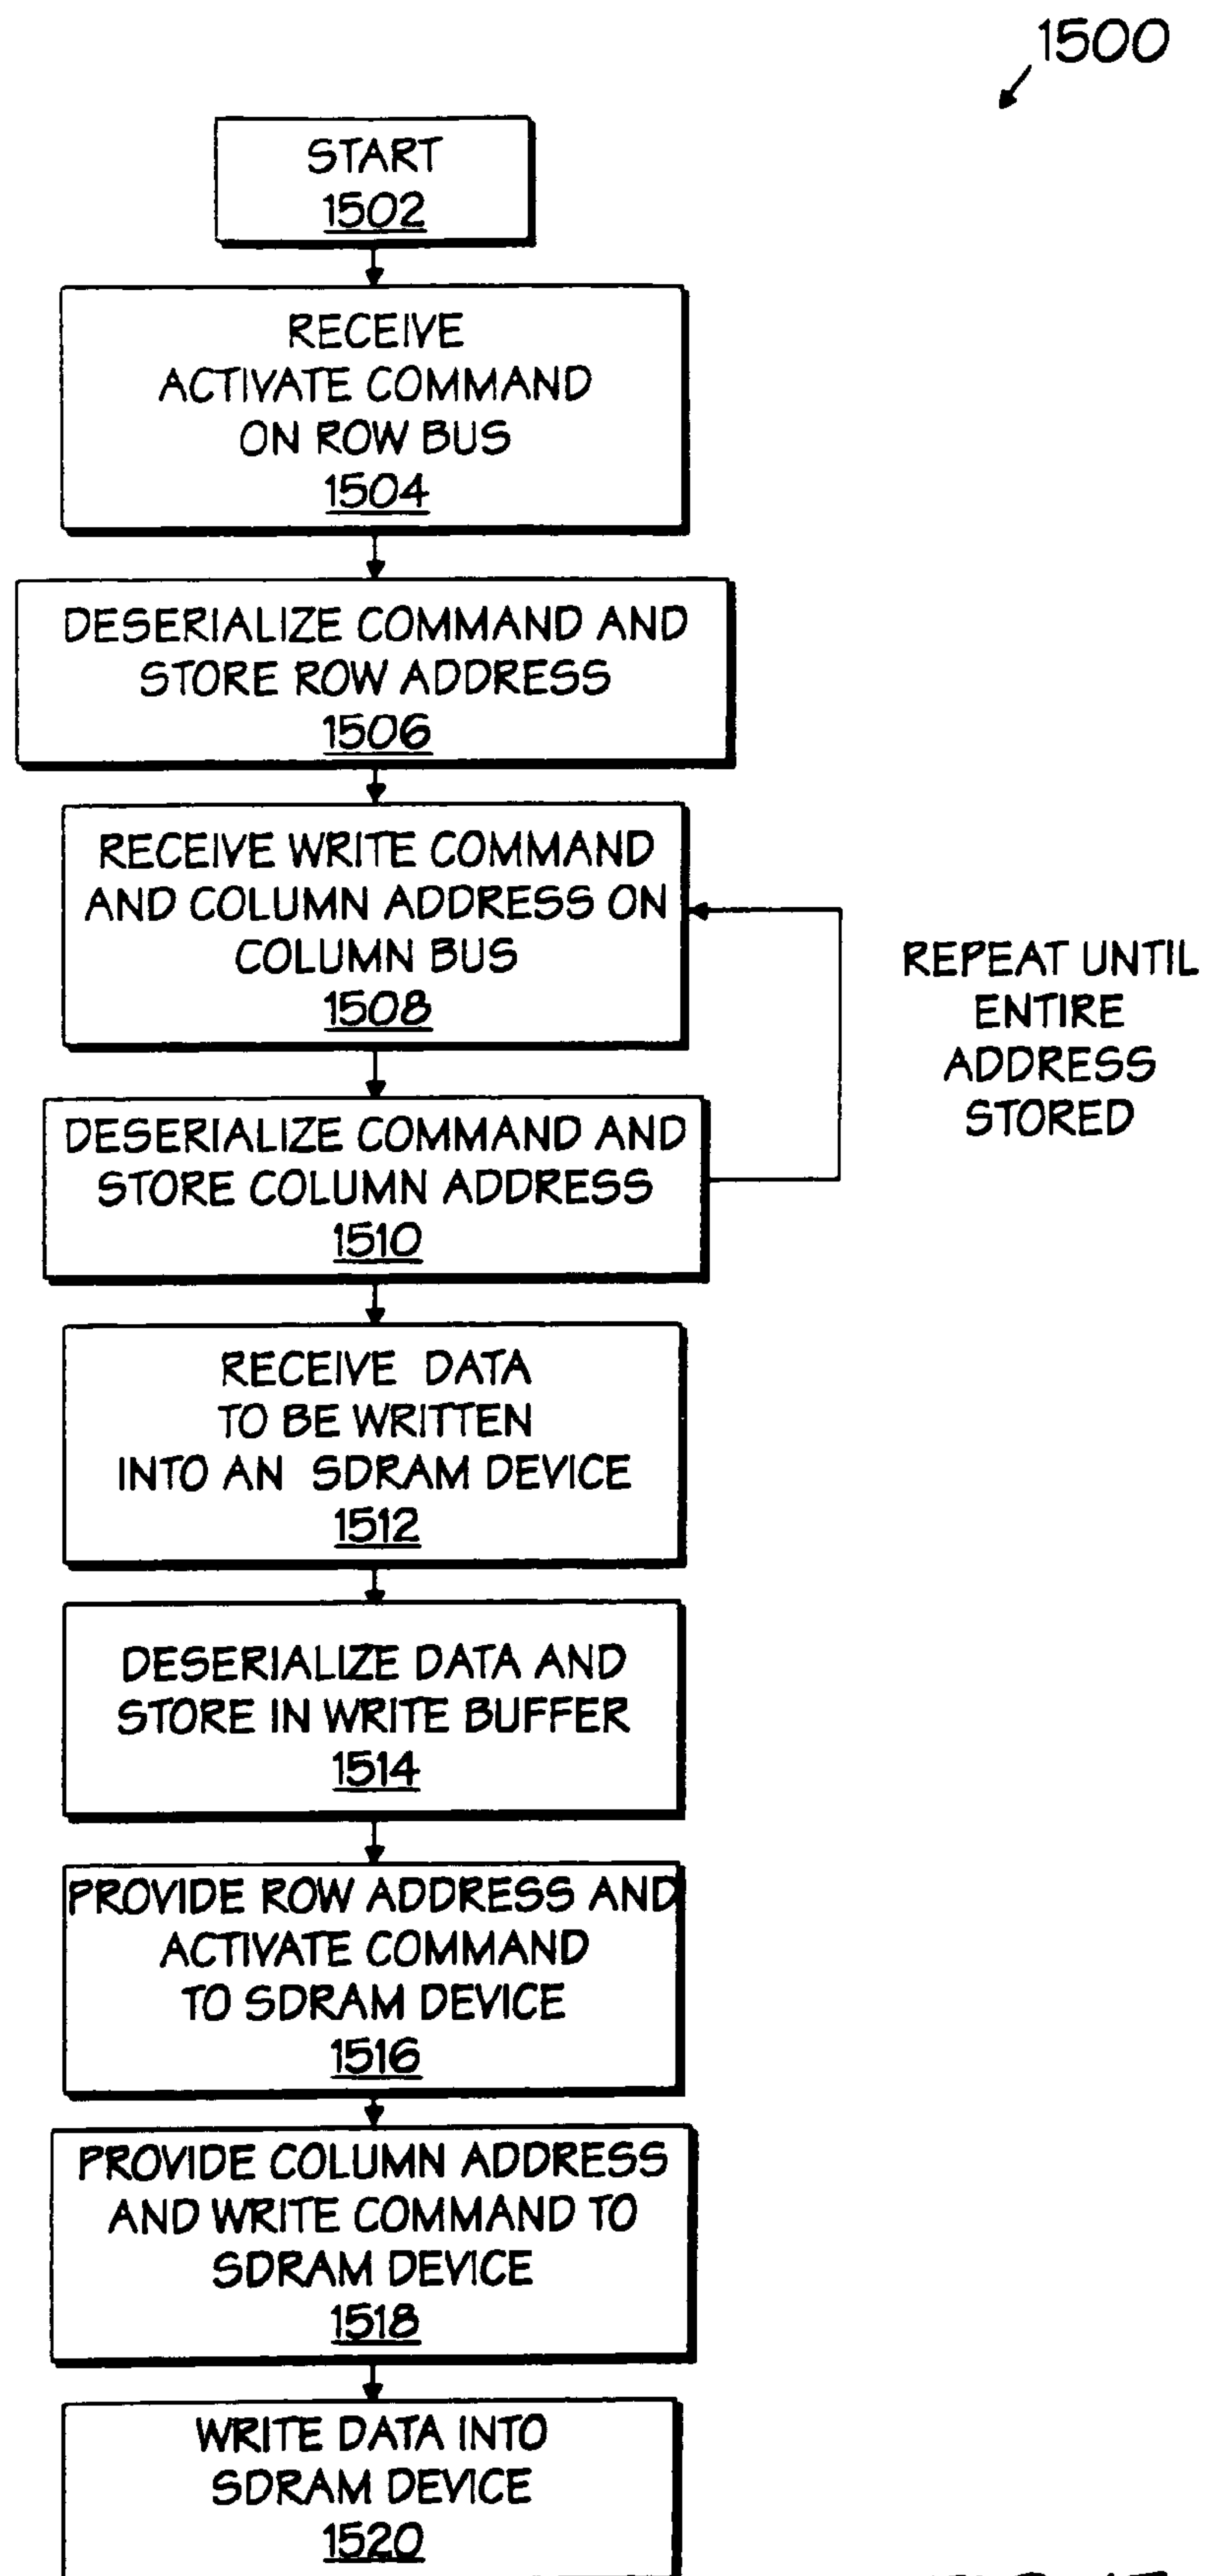 1500
START
1502
RECEIVE
ACTIVATE COMMAND
ON ROW BUS
1504
DESERIALIZE COMMAND AND
STORE ROW ADDRESS
1506
RECEIVE WRITE COMMAND
AND COLUMN ADDRESS ON
COLUMN BUS
1508
REPEAT UNTIL
ENTIRE
ADDRESS
STORED
DESERIALIZE COMMAND AND
STORE COLUMN ADDRESS
1510
RECEIVE DATA
TO BE WRITTEN
INTO AN SDRAM DEVICE
1512
DESERIALIZE DATA AND
STORE IN WRITE BUFFER
1514
PROVIDE ROW ADDRESS AND
ACTIVATE COMMAND
TO SDRAM DEVICE
1516
PROVIDE COLUMN ADDRESS
AND WRITE COMMAND TO
SDRAM DEVICE
1518
WRITE DATA INTO
SDRAM DEVICE
1520